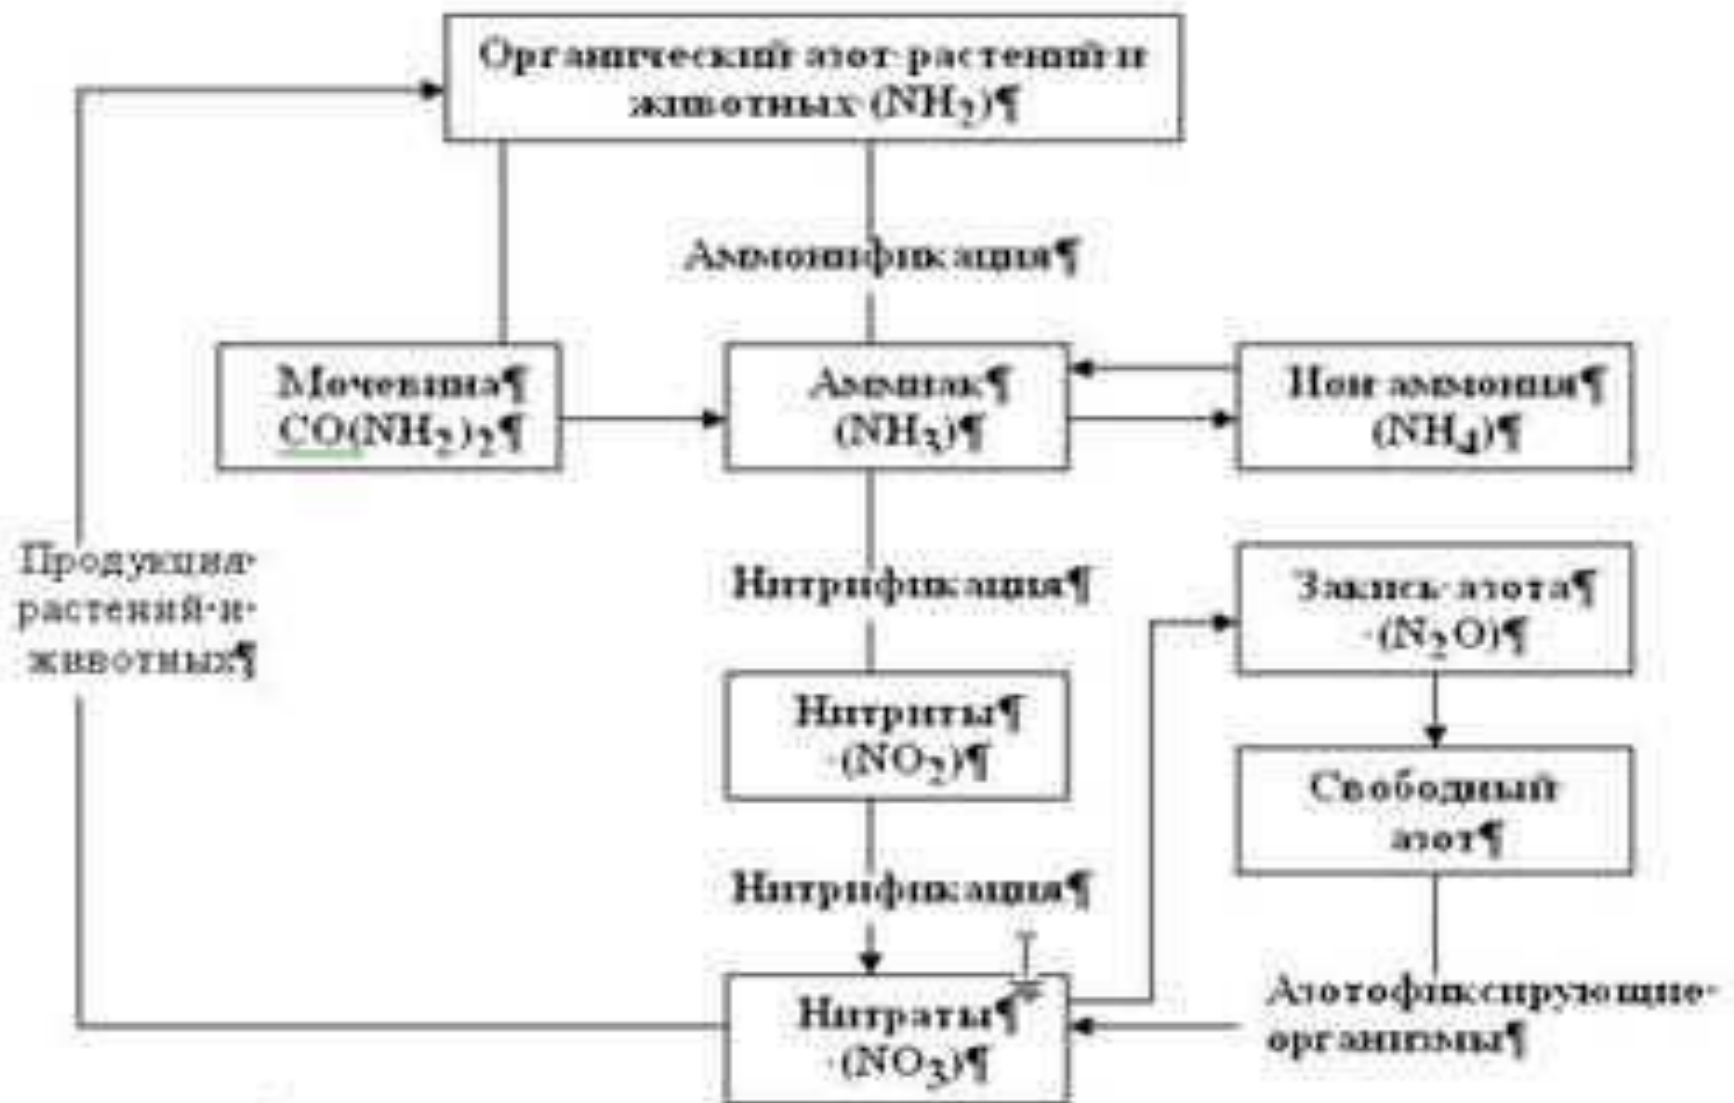 Органический·азот·растений·и
животных·(NH2)¶
Аммонификация¶
Мочевина¶
CO(NH2)2¶
Аммиак¶
(NH3)¶
Ион·аммония¶
(NH4)¶
Продукция·
растений·и·
животных¶
Нитрификация¶
Закись·азота¶
·(N2O)¶
Нитриты¶
·(NO2)¶
Свободный·
азот¶
Нитрификация¶
Нитраты¶
·(NO3)¶
Азотофиксирующие·
организмы¶